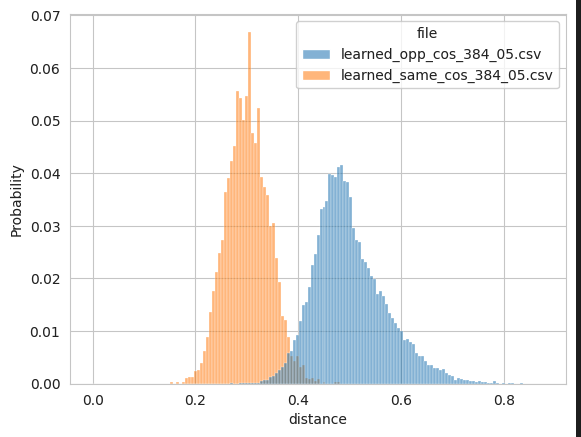 0.07
0.06
0.05
0.04
0.03
0.02
0.01
0.00
Probability
file
learned_opp_cos_384_05.csv
learned_same_cos_384_05.csv
0.0 0.2 0.4 0.6 0.8
distance